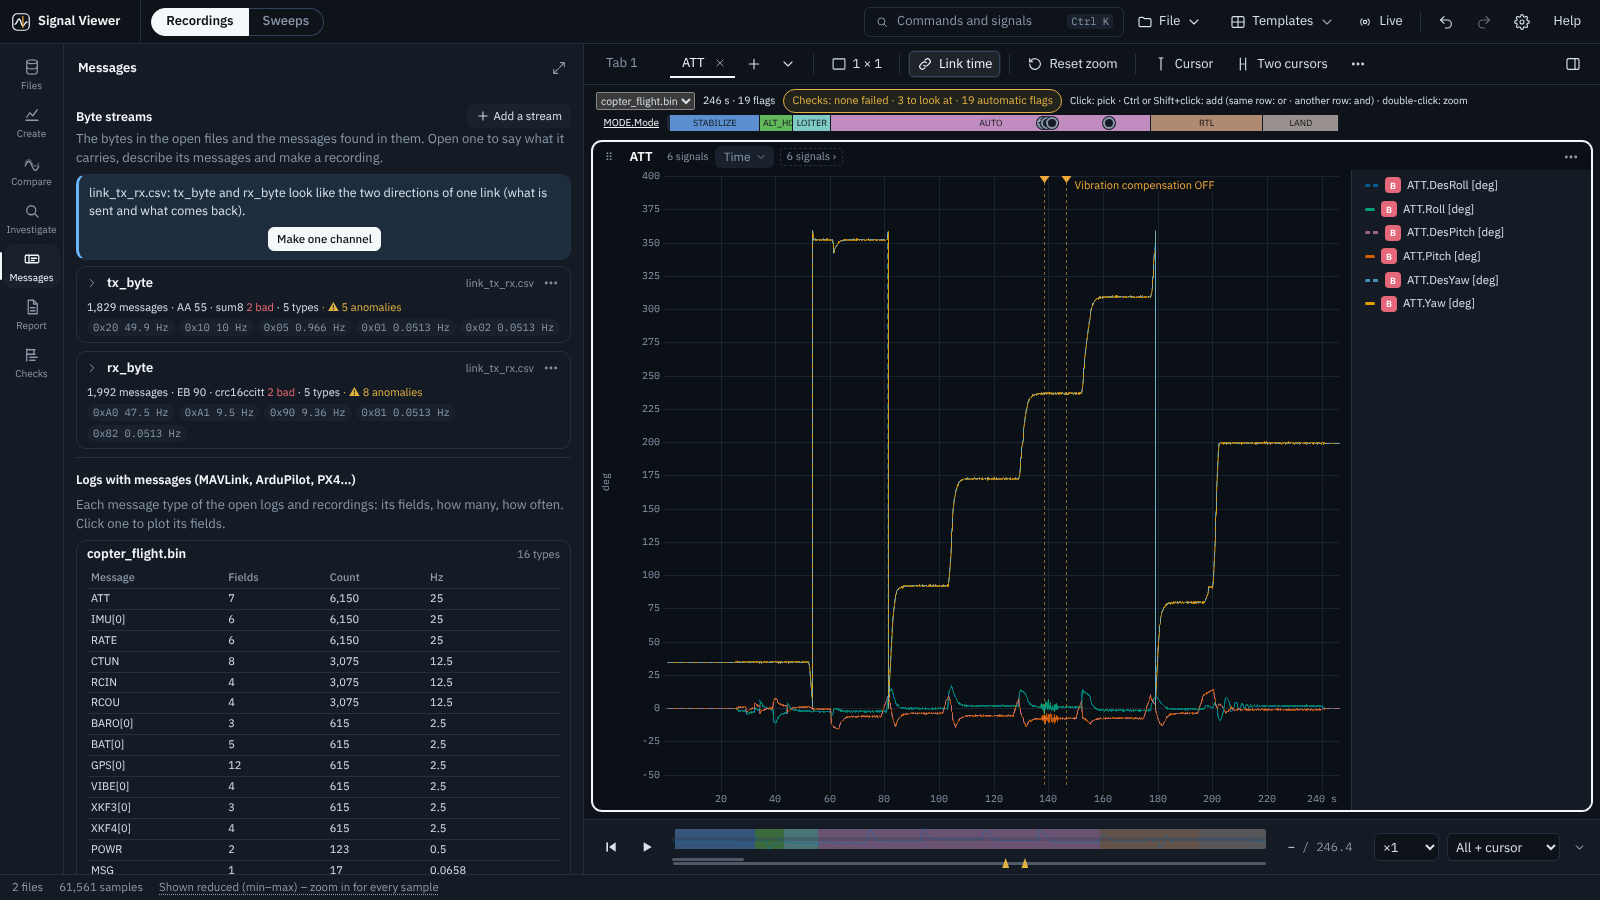 Signal Viewer
Recordings
Sweeps
Commands and signals
Ctrl K
File
Templates
Live
Help
Files
Create
Compare
Investigate
Messages
Report
Checks
Messages
Byte streams
Add a stream
The bytes in the open files and the messages found in them. Open one to say what it
carries, describe its messages and make a recording.
link_tx_rx.csv: tx_byte and rx_byte look like the two directions of one link (what is
sent and what comes back).
Make one channel
tx_byte
link_tx_rx.csv
1,829 messages · AA 55 · sum8 2 bad · 5 types · 5 anomalies
0x20 49.9 Hz
0x10 10 Hz
0x05 0.966 Hz
0x01 0.0513 Hz
0x02 0.0513 Hz
rx_byte
link_tx_rx.csv
1,992 messages · EB 90 · crc16ccitt 2 bad · 5 types · 8 anomalies
0xA0 47.5 Hz
0xA1 9.5 Hz
0x90 9.36 Hz
0x81 0.0513 Hz
0x82 0.0513 Hz
Logs with messages (MAVLink, ArduPilot, PX4...)
Each message type of the open logs and recordings: its fields, how many, how often.
Click one to plot its fields.
copter_flight.bin
16 types
Message Fields Count Hz
ATT 7 6,150 25
IMU[0] 6 6,150 25
RATE 6 6,150 25
CTUN 8 3,075 12.5
RCIN 4 3,075 12.5
RCOU 4 3,075 12.5
BARO[0] 3 615 2.5
BAT[0] 5 615 2.5
GPS[0] 12 615 2.5
VIBE[0] 4 615 2.5
XKF3[0] 3 615 2.5
XKF4[0] 4 615 2.5
POWR 2 123 0.5
MSG 1 17 0.0658
Tab 1
ATT
1 × 1
Link time
Reset zoom
Cursor
Two cursors
copter_flight.bin
246 s · 19 flags
Checks: none failed · 3 to look at · 19 automatic flags
Click: pick · Ctrl or Shift+click: add (same row: or · another row: and) · double-click: zoom
MODE.Mode
STABILIZE
ALT_HO
LOITER
AUTO
RTL
LAND
ATT
6 signals
Time
6 signals ›
Vibration compensation OFF
400
375
350
325
300
275
250
225
200
175
150
125
100
75
50
25
0
-25
-50
deg
20 40 60 80 100 120 140 160 180 200 220 240 s
ATT.DesRoll [deg]
ATT.Roll [deg]
ATT.DesPitch [deg]
ATT.Pitch [deg]
ATT.DesYaw [deg]
ATT.Yaw [deg]
B
B
B
B
B
B
– / 246.4
×1
All + cursor
2 files
61,561 samples
Shown reduced (min–max) – zoom in for every sample